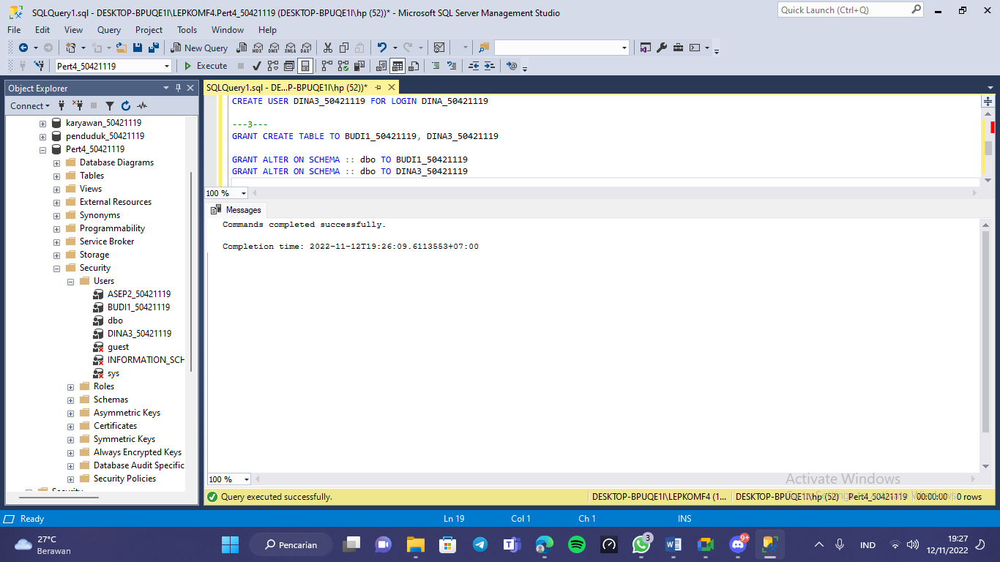 SQLQuery1.sql - DESKTOP-BPUQE1I\LEPKOMF4.Pert4_50421119 (DESKTOP-BPUQE1I\hp (52))* - Microsoft SQL Server Management Studio
Quick Launch (Ctrl+Q)
File Edit View Query Project Tools Window Help
New Query MDX DMX XMLA DAX
Pert4_50421119 Execute
Object Explorer
SQLQuery1.sql - DE...P-BPUQE1I\hp (52))*
Connect
karyawan_50421119
penduduk_50421119
Pert4_50421119
Database Diagrams
Tables
Views
External Resources
Synonyms
Programmability
Service Broker
Storage
Security
Users
ASEP2_50421119
BUDI1_50421119
dbo
DINA3_50421119
guest
INFORMATION_SCH
sys
Roles
Schemas
Asymmetric Keys
Certificates
Symmetric Keys
Always Encrypted Keys
Database Audit Specific
Security Policies
CREATE USER DINA3_50421119 FOR LOGIN DINA_50421119
---3---
GRANT CREATE TABLE TO BUDI1_50421119, DINA3_50421119
GRANT ALTER ON SCHEMA :: dbo TO BUDI1_50421119
GRANT ALTER ON SCHEMA :: dbo TO DINA3_50421119
100 %
Messages
Commands completed successfully.
Completion time: 2022-11-12T19:26:09.6113553+07:00
100 %
Activate Windows
Query executed successfully.
DESKTOP-BPUQE1I\LEPKOMF4 (1... DESKTOP-BPUQE1I\hp (52) Pert4_50421119 00:00:00 0 rows
Ready Ln 19 Col 1 Ch 1 INS
27°C
Berawan
Pencarian
3
9+
IND
19:27
12/11/2022